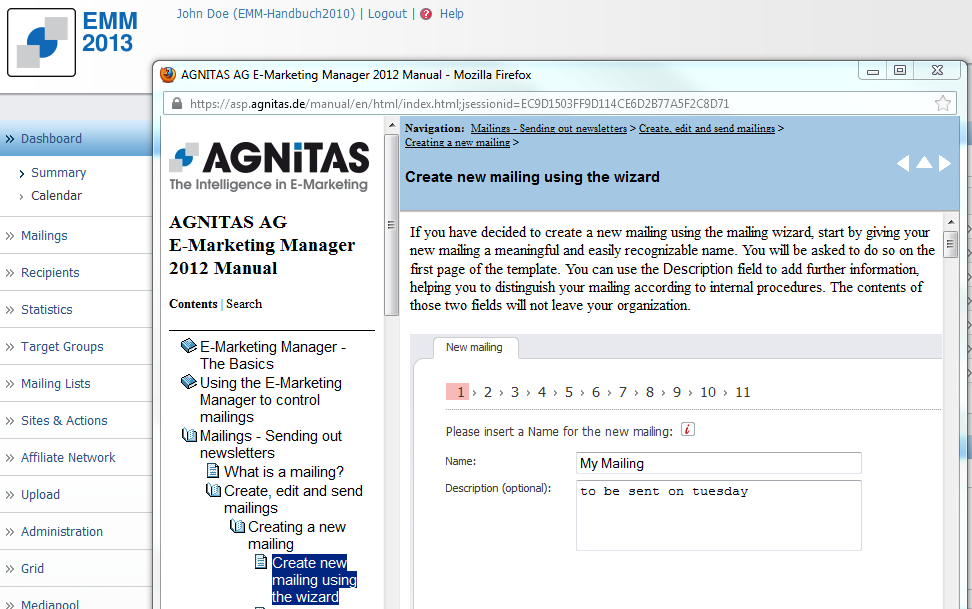 EMM
2013
John Doe (EMM-Handbuch2010) | Logout | ? Help
» Dashboard
› Summary
› Calendar
» Mailings
» Recipients
» Statistics
» Target Groups
» Mailing Lists
» Sites & Actions
» Affiliate Network
» Upload
» Administration
» Grid
» Mediapool
AGNITAS AG E-Marketing Manager 2012 Manual - Mozilla Firefox
https://asp.agnitas.de/manual/en/html/index.html;jsessionid=EC9D1503FF9D114CE6D2B77A5F2C8D71
AGNiTAS
The Intelligence in E-Marketing
AGNITAS AG
E-Marketing Manager
2012 Manual
Contents | Search
E-Marketing Manager -
The Basics
Using the E-Marketing
Manager to control
mailings
Mailings - Sending out
newsletters
What is a mailing?
Create, edit and send
mailings
Creating a new
mailing
Create new
mailing using
the wizard
Navigation: Mailings - Sending out newsletters > Create, edit and send mailings >
Creating a new mailing >
Create new mailing using the wizard
If you have decided to create a new mailing using the mailing wizard, start by giving your
new mailing a meaningful and easily recognizable name. You will be asked to do so on the
first page of the template. You can use the Description field to add further information,
helping you to distinguish your mailing according to internal procedures. The contents of
those two fields will not leave your organization.
New mailing
1 › 2 › 3 › 4 › 5 › 6 › 7 › 8 › 9 › 10 › 11
Please insert a Name for the new mailing: i
Name: My Mailing
Description (optional): to be sent on tuesday